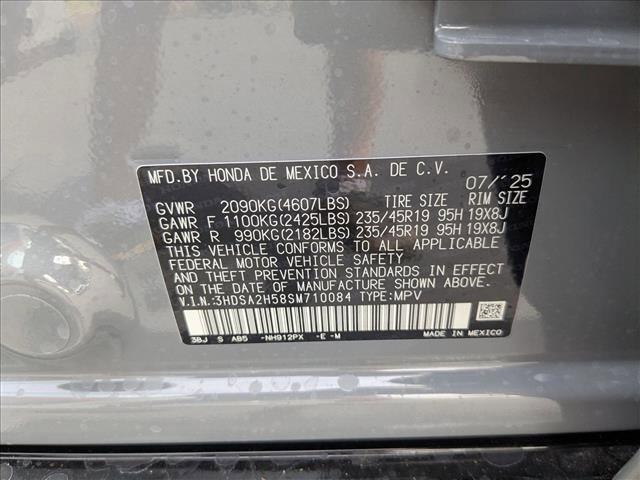 MFD.BY HONDA DE MEXICO S.A. DE C.V. 07/'25
GVWR 2090KG(4607LBS) TIRE SIZE RIM SIZE
GAWR F 1100KG(2425LBS) 235/45R19 95H 19X8J
GAWR R 990KG(2182LBS) 235/45R19 95H 19X8J
THIS VEHICLE CONFORMS TO ALL APPLICABLE
FEDERAL MOTOR VEHICLE SAFETY
AND THEFT PREVENTION STANDARDS IN EFFECT
ON THE DATE OF MANUFACTURE SHOWN ABOVE.
V.I.N.:3HDSA2H58SM710084 TYPE:MPV
3BJ S AB5 -NH912PX -E-M MADE IN MEXICO